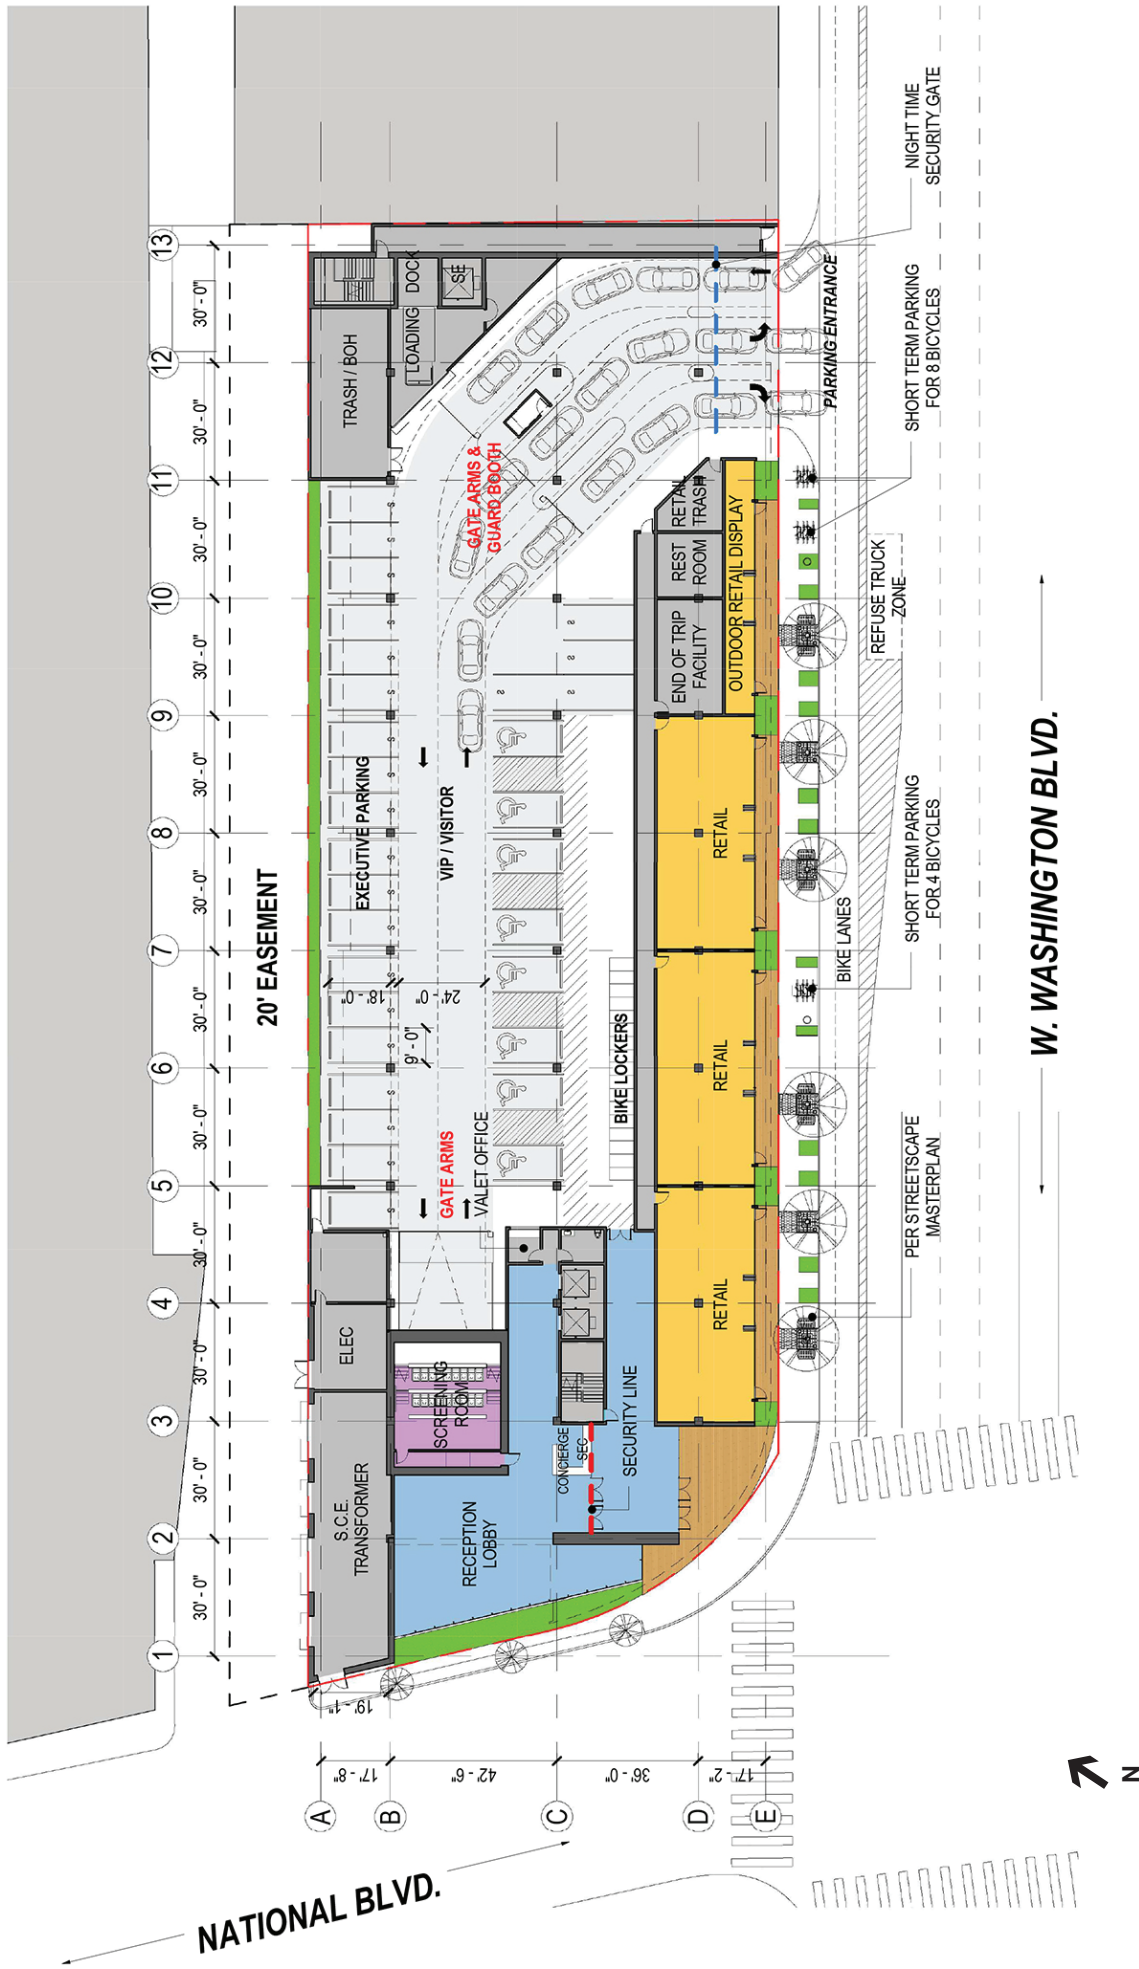 NATIONAL BLVD.
W. WASHINGTON BLVD.
20' EASEMENT
1
2
3
4
5
6
7
8
9
10
11
12
13
30' - 0"
30' - 0"
30' - 0"
30' - 0"
30' - 0"
30' - 0"
30' - 0"
30' - 0"
30' - 0"
30' - 0"
30' - 0"
30' - 0"
A
B
C
D
E
17' - 8"
42' - 6"
36' - 0"
17' - 2"
19' - 1"
S.C.E.
TRANSFORMER
ELEC
EXECUTIVE PARKING
TRASH / BOH
18' - 0"
24' - 0"
9' - 0"
SCREENING
ROOM
GATE ARMS
VALET OFFICE
VIP / VISITOR
GATE ARMS &
GUARD BOOTH
LOADING DOCK
SE
RECEPTION
LOBBY
CONCIERGE
SEC
SECURITY LINE
BIKE LOCKERS
RETAIL
RETAIL
RETAIL
END OF TRIP
FACILITY
REST
ROOM
RETAIL
TRASH
OUTDOOR RETAIL DISPLAY
PARKING ENTRANCE
NIGHT TIME
SECURITY GATE
SHORT TERM PARKING
FOR 8 BICYCLES
REFUSE TRUCK
ZONE
BIKE LANES
SHORT TERM PARKING
FOR 4 BICYCLES
PER STREETSCAPE
MASTERPLAN
N